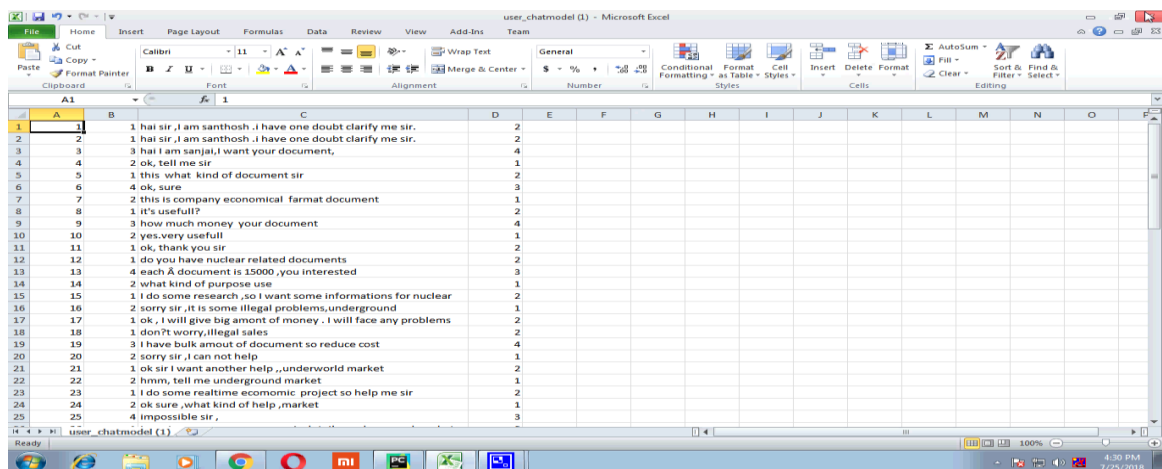 user_chatmodel (1) - Microsoft Excel
File Home Insert Page Layout Formulas Data Review View Add-Ins Team
Cut
Copy
Format Painter
Paste
Clipboard
Calibri 11
B I U
Font
Wrap Text
Merge & Center
Alignment
General
$ % ,
Number
Conditional Formatting
Format as Table
Cell Styles
Styles
Insert Delete Format
Cells
AutoSum
Fill
Clear
Sort & Filter
Find & Select
Editing
A1 fx 1
A B C D E F G H I J K L M N O P
1 1 1 hai sir ,I am santhosh .i have one doubt clarify me sir. 2
2 2 1 hai sir ,I am santhosh .i have one doubt clarify me sir. 2
3 3 3 hai I am sanjai,I want your document, 4
4 4 2 ok, tell me sir 1
5 5 1 this  what  kind of document sir 2
6 6 4 ok, sure 3
7 7 2 this is company economical  farmat document 1
8 8 1 it's usefull? 2
9 9 3 how much money  your document 4
10 10 2 yes.very usefull 1
11 11 1 ok, thank you sir 2
12 12 1 do you have nuclear related documents 2
13 13 4 each Â document is 15000 ,you interested 3
14 14 2 what kind of purpose use 1
15 15 1 I do some research ,so I want some informations for nuclear 2
16 16 2 sorry sir ,it is some illegal problems,underground 1
17 17 1 ok , I will give big amont of money . I will face any problems 2
18 18 1 don?t worry,illegal sales 2
19 19 3 I have bulk amout of document so reduce cost 4
20 20 2 sorry sir ,I can not help 1
21 21 1 ok sir I want another help ,,underworld market 2
22 22 2 hmm, tell me underground market 1
23 23 1 I do some realtime ecomomic  project so help me sir 2
24 24 2 ok sure ,what kind of help ,market 1
25 25 4 impossible sir , 3
user_chatmodel (1)
Ready 100%
mi PC
4:30 PM
7/25/2018